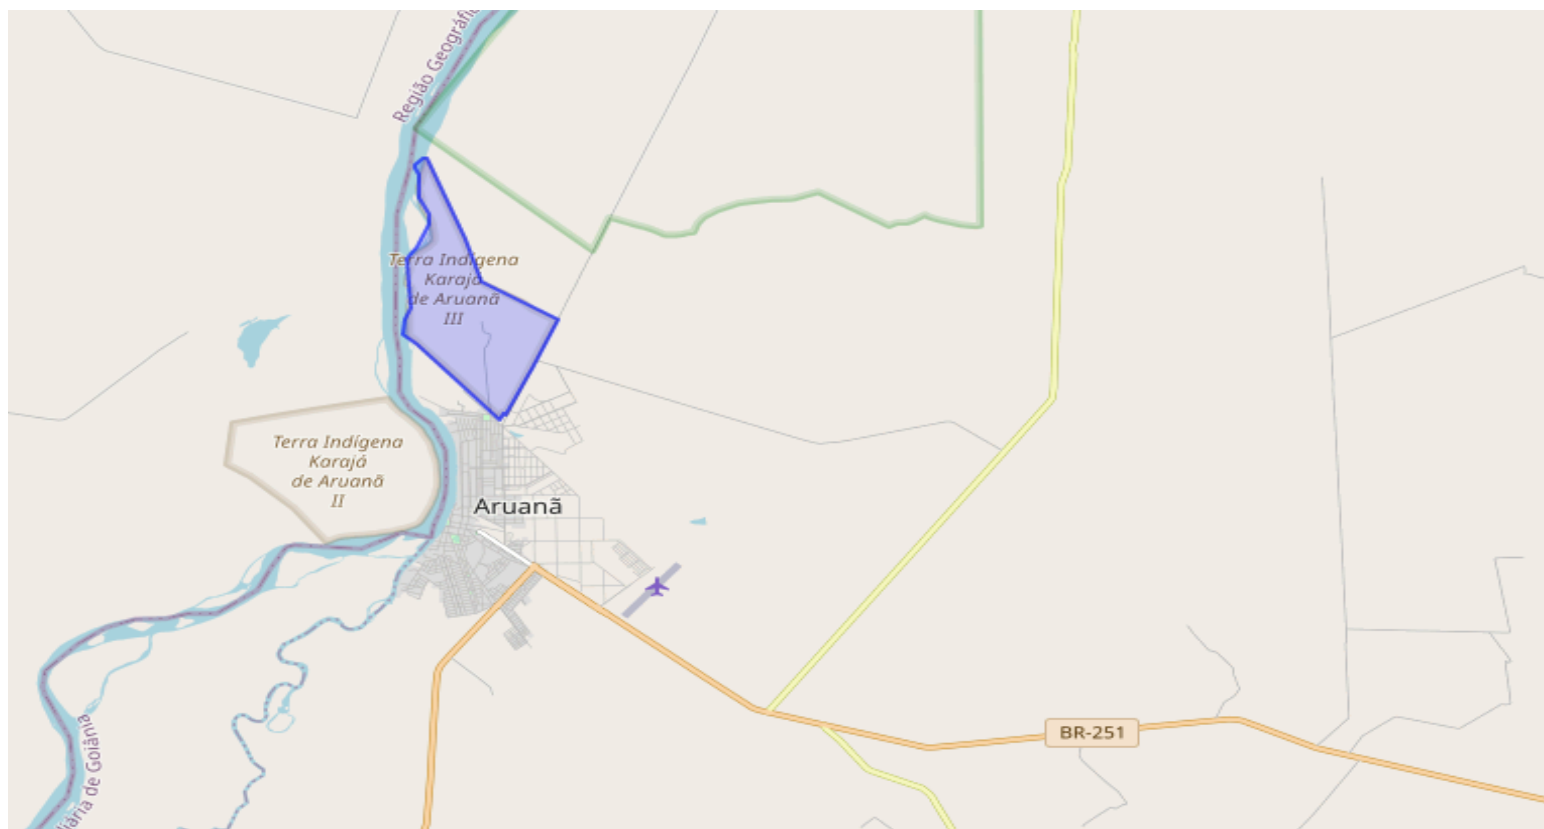 Região Geográfi
Terra Indígena
Karajá
de Aruanã
III
Terra Indígena
Karajá
de Aruanã
II
Aruanã
BR-251
diária de Goiânia